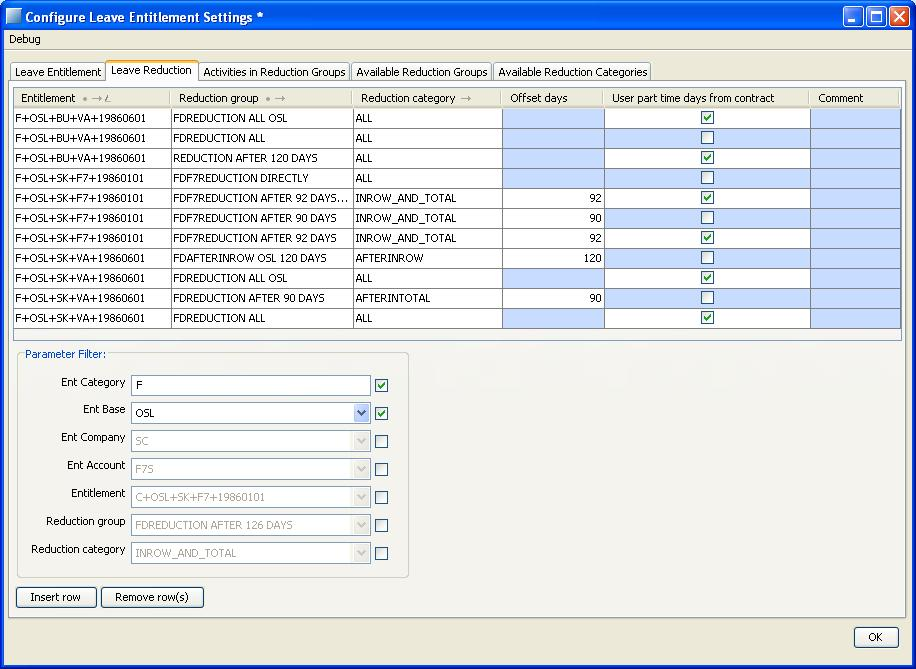 Configure Leave Entitlement Settings *
Debug
Leave Entitlement Leave Reduction Activities in Reduction Groups Available Reduction Groups Available Reduction Categories
Entitlement Reduction group Reduction category Offset days User part time days from contract Comment
F+OSL+BU+VA+19860601 FDREDUCTION ALL OSL ALL
F+OSL+BU+VA+19860601 FDREDUCTION ALL ALL
F+OSL+BU+VA+19860601 REDUCTION AFTER 120 DAYS ALL
F+OSL+SK+F7+19860101 FDF7REDUCTION DIRECTLY ALL
F+OSL+SK+F7+19860101 FDF7REDUCTION AFTER 92 DAYS... INROW_AND_TOTAL 92
F+OSL+SK+F7+19860101 FDF7REDUCTION AFTER 90 DAYS INROW_AND_TOTAL 90
F+OSL+SK+F7+19860101 FDF7REDUCTION AFTER 92 DAYS INROW_AND_TOTAL 92
F+OSL+SK+VA+19860601 FDAFTERINROW OSL 120 DAYS AFTERINROW 120
F+OSL+SK+VA+19860601 FDREDUCTION ALL OSL ALL
F+OSL+SK+VA+19860601 FDREDUCTION AFTER 90 DAYS AFTERINTOTAL 90
F+OSL+SK+VA+19860601 FDREDUCTION ALL ALL
Parameter Filter:
Ent Category F
Ent Base OSL
Ent Company SC
Ent Account F7S
Entitlement C+OSL+SK+F7+19860101
Reduction group FDREDUCTION AFTER 126 DAYS
Reduction category INROW_AND_TOTAL
Insert row Remove row(s)
OK